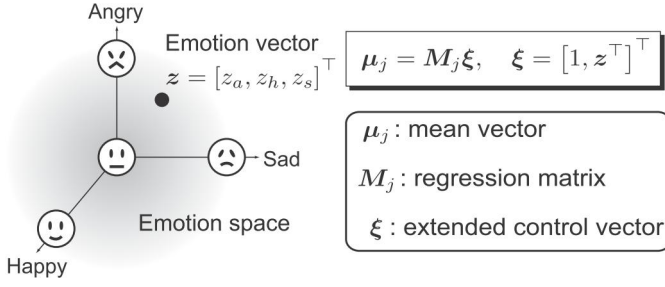 Angry
Emotion vector
z = [z_a, z_h, z_s]^⊤
Sad
Emotion space
Happy
μ_j = M_j ξ, ξ = [1, z^⊤]^⊤
μ_j : mean vector
M_j : regression matrix
ξ : extended control vector